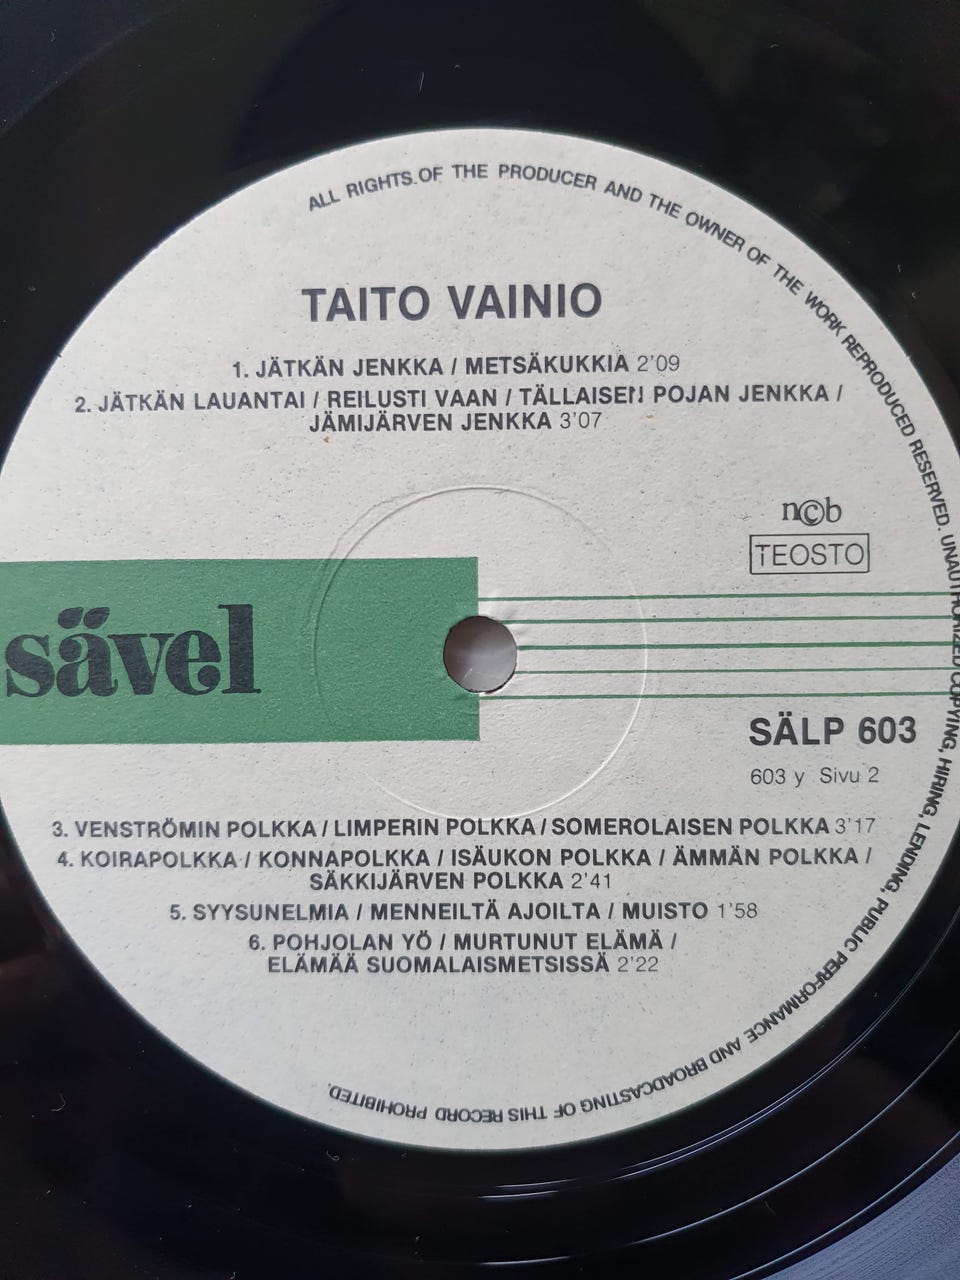 ALL RIGHTS OF THE PRODUCER AND THE OWNER OF THE WORK REPRODUCED RESERVED. UNAUTHORIZED COPYING, HIRING, LENDING, PUBLIC PERFORMANCE AND BROADCASTING OF THIS RECORD PROHIBITED.
TAITO VAINIO
1. JÄTKÄN JENKKA / METSÄKUKKIA 2'09
2. JÄTKÄN LAUANTAI / REILUSTI VAAN / TÄLLAISEN POJAN JENKKA /
JÄMIJÄRVEN JENKKA 3'07
n©b
TEOSTO
sävel
SÄLP 603
603 y Sivu 2
3. VENSTRÖMIN POLKKA / LIMPERIN POLKKA / SOMEROLAISEN POLKKA 3'17
4. KOIRAPOLKKA / KONNAPOLKKA / ISÄUKON POLKKA / ÄMMÄN POLKKA /
SÄKKIJÄRVEN POLKKA 2'41
5. SYYSUNELMIA / MENNEILTÄ AJOILTA / MUISTO 1'58
6. POHJOLAN YÖ / MURTUNUT ELÄMÄ /
ELÄMÄÄ SUOMALAISMETSISSÄ 2'22